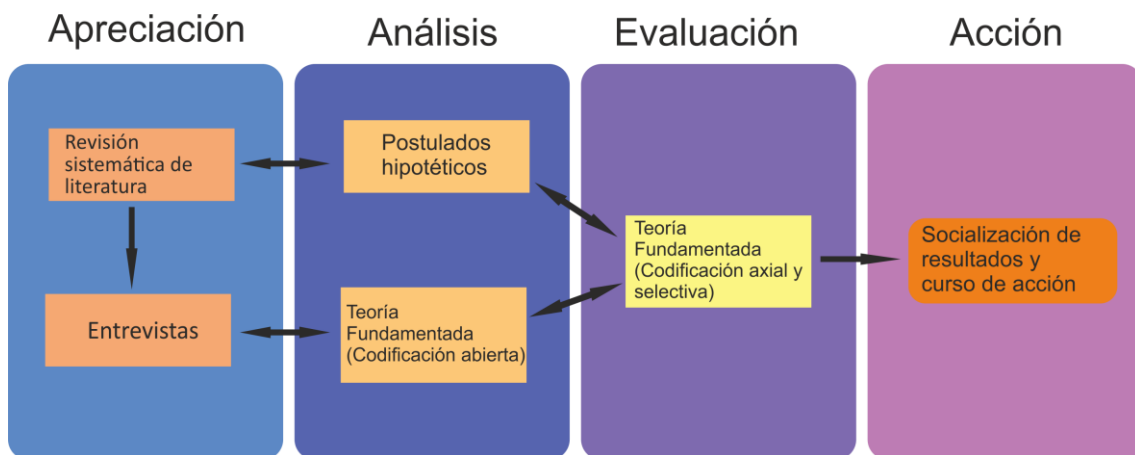 Apreciación
Análisis
Evaluación
Acción
Revisión
sistemática de
literatura
Entrevistas
Postulados
hipotéticos
Teoría
Fundamentada
(Codificación abierta)
Teoría
Fundamentada
(Codificación axial y
selectiva)
Socialización de
resultados y
curso de acción